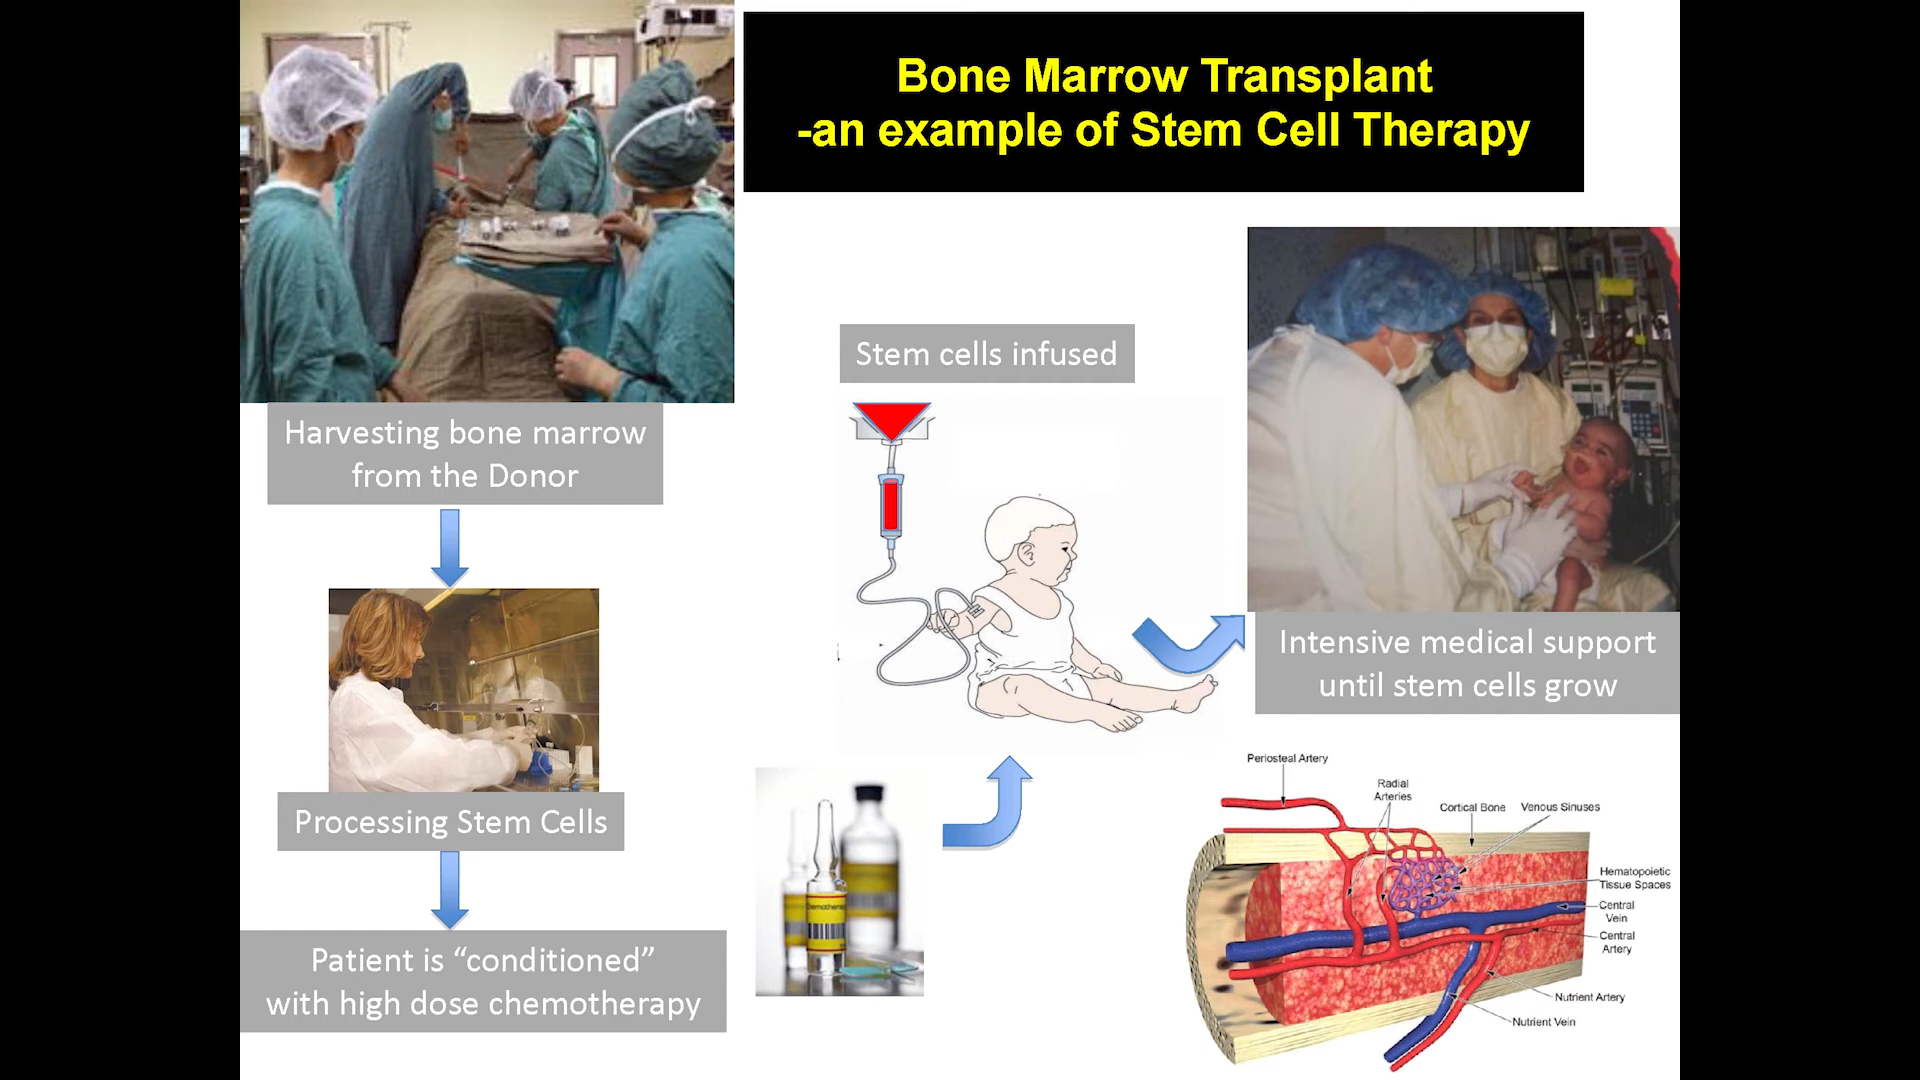 Bone Marrow Transplant
-an example of Stem Cell Therapy
Harvesting bone marrow
from the Donor
Processing Stem Cells
Patient is “conditioned”
with high dose chemotherapy
Stem cells infused
Intensive medical support
until stem cells grow
Periosteal Artery
Radial
Arteries
Cortical Bone
Venous Sinuses
Hematopoietic
Tissue Spaces
Central
Vein
Central
Artery
Nutrient Artery
Nutrient Vein